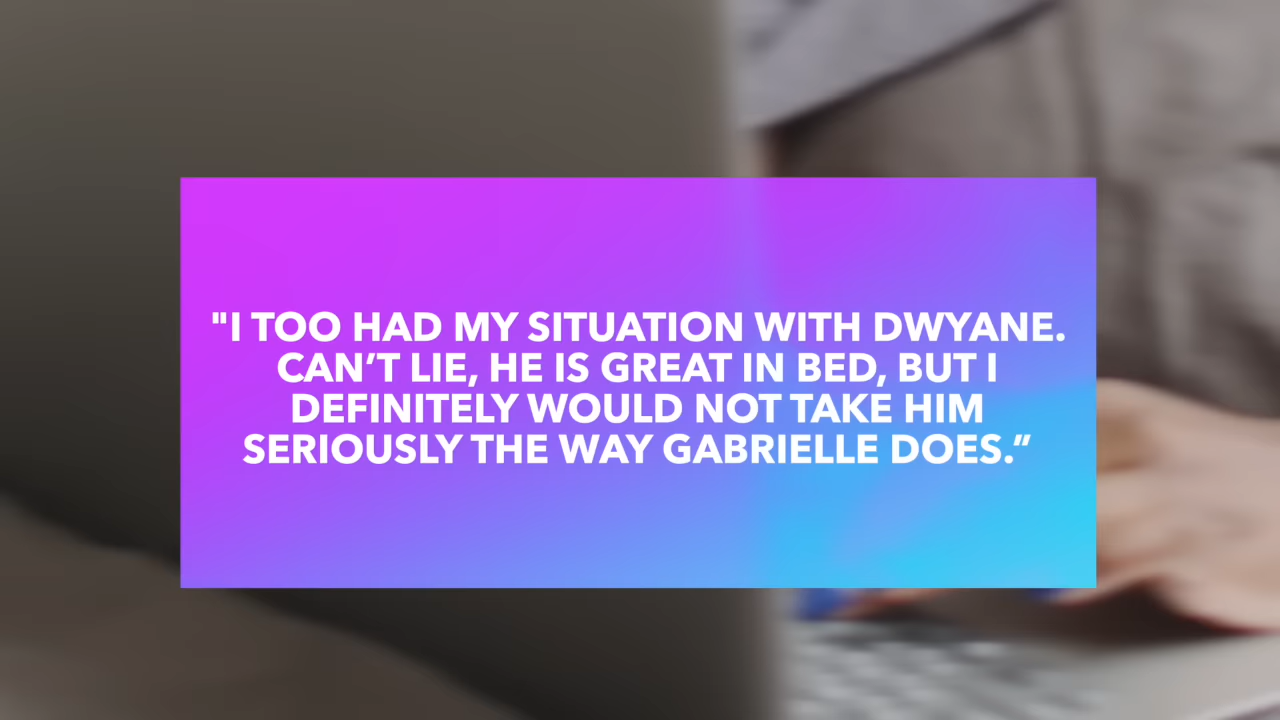 "I TOO HAD MY SITUATION WITH DWYANE.
CAN’T LIE, HE IS GREAT IN BED, BUT I
DEFINITELY WOULD NOT TAKE HIM
SERIOUSLY THE WAY GABRIELLE DOES.”